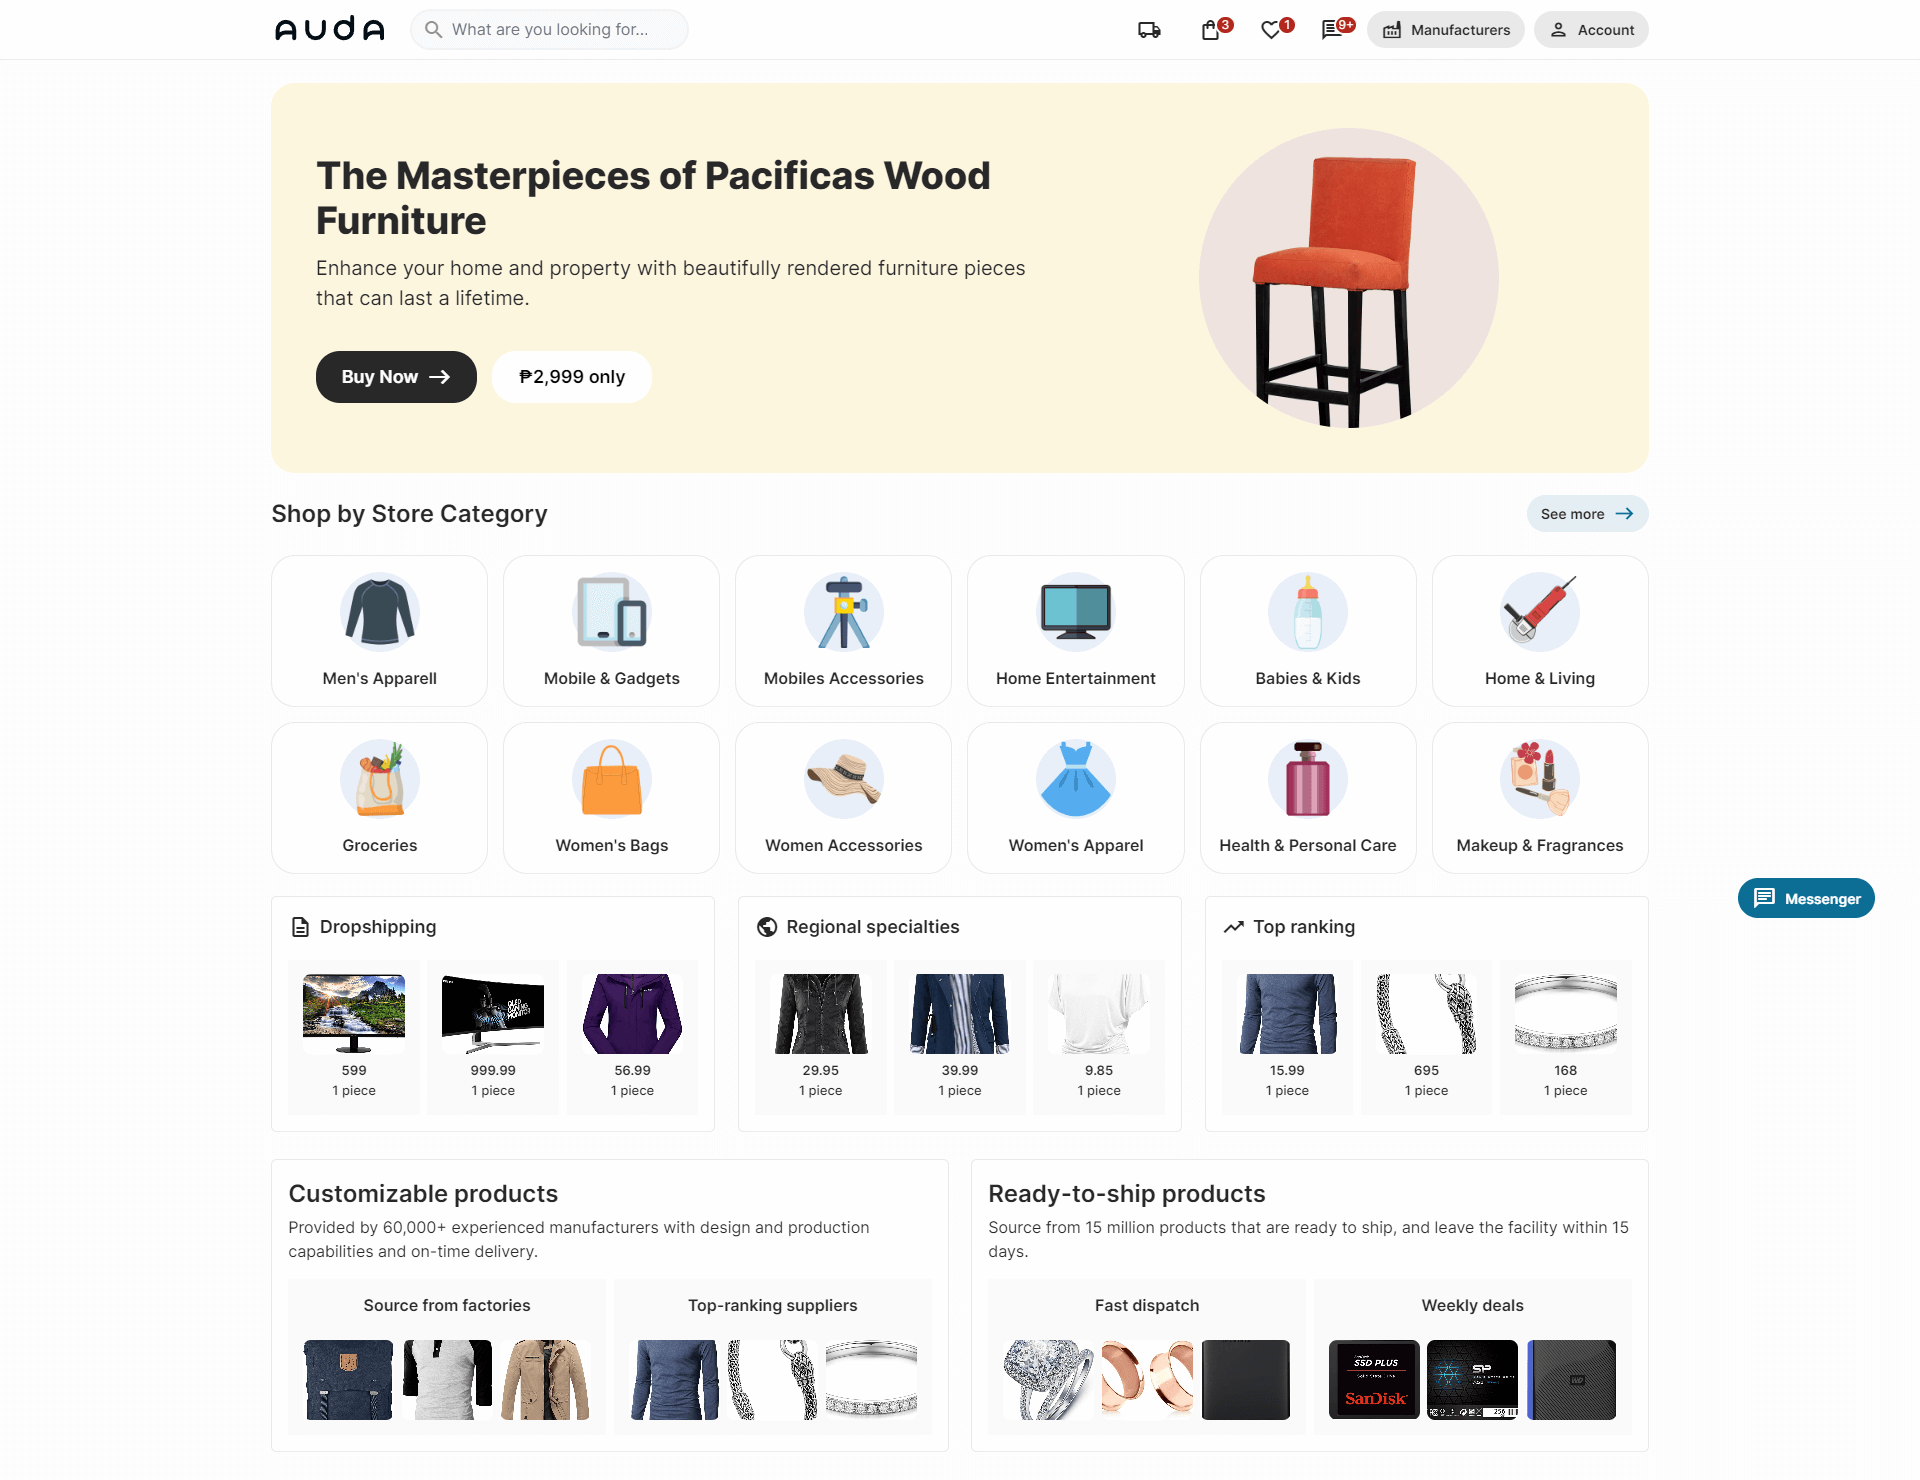 AUDA
What are you looking for...
3
1
9+
Manufacturers
Account
The Masterpieces of Pacificas Wood
Furniture
Enhance your home and property with beautifully rendered furniture pieces
that can last a lifetime.
Buy Now
₱2,999 only
Shop by Store Category
See more
Men's Apparell
Mobile & Gadgets
Mobiles Accessories
Home Entertainment
Babies & Kids
Home & Living
Groceries
Women's Bags
Women Accessories
Women's Apparel
Health & Personal Care
Makeup & Fragrances
Messenger
Dropshipping
QLED
GAMING
MONITOR
599
1 piece
999.99
1 piece
56.99
1 piece
Regional specialties
29.95
1 piece
39.99
1 piece
9.85
1 piece
Top ranking
15.99
1 piece
695
1 piece
168
1 piece
Customizable products
Provided by 60,000+ experienced manufacturers with design and production
capabilities and on-time delivery.
Source from factories
Top-ranking suppliers
Ready-to-ship products
Source from 15 million products that are ready to ship, and leave the facility within 15
days.
Fast dispatch
Weekly deals
SSD PLUS
SanDisk
SP
256
WD